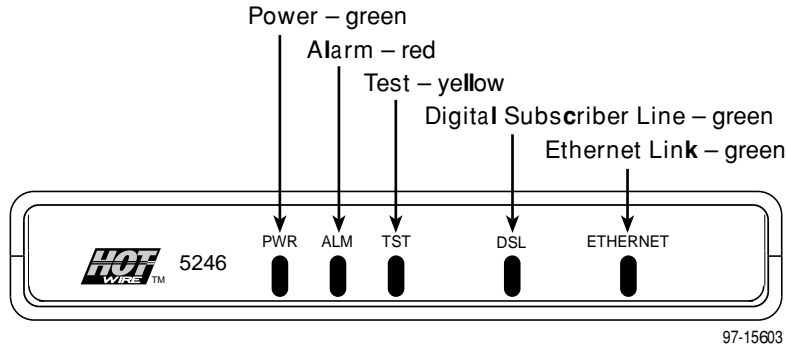 Power – green
Alarm – red
Test – yellow
Digital Subscriber Line – green
Ethernet Link – green
PWR ALM TST DSL ETHERNET
HOT WIRE TM 5246
97-15603